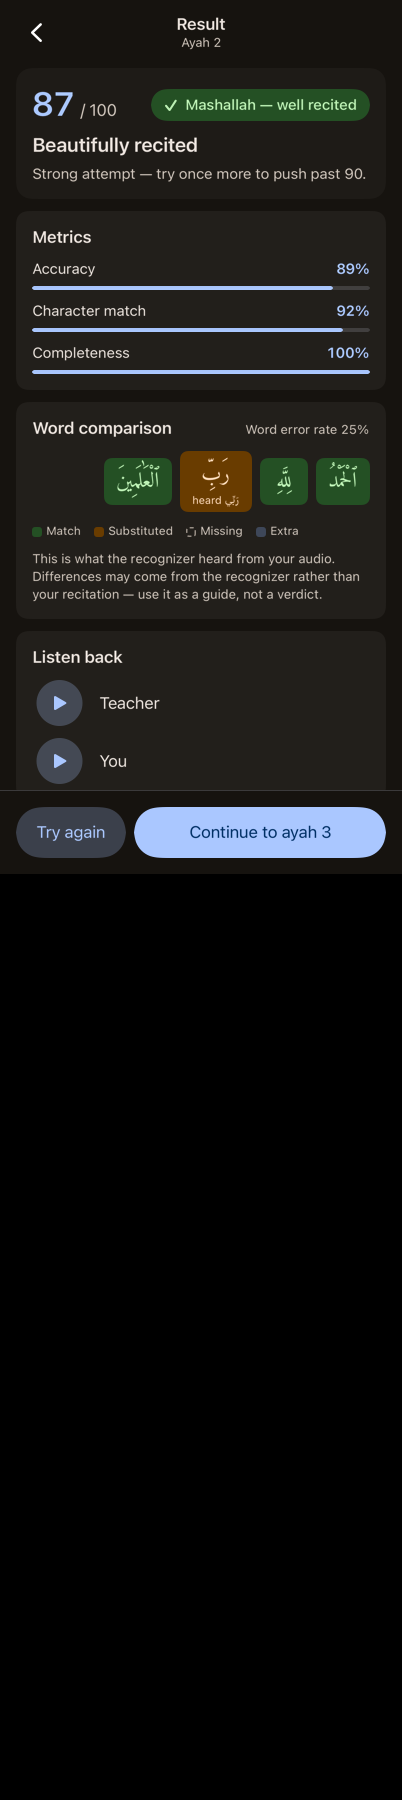 Result
Ayah 2
87 / 100
Mashallah — well recited
Beautifully recited
Strong attempt — try once more to push past 90.
Metrics
Accuracy 89%
Character match 92%
Completeness 100%
Word comparison Word error rate 25%
ٱلْحَمْدُ لِلَّهِ رَبِّ ٱلْعَٰلَمِينَ
heard
Match Substituted Missing Extra
This is what the recognizer heard from your audio.
Differences may come from the recognizer rather than
your recitation — use it as a guide, not a verdict.
Listen back
Teacher
You
Try again Continue to ayah 3